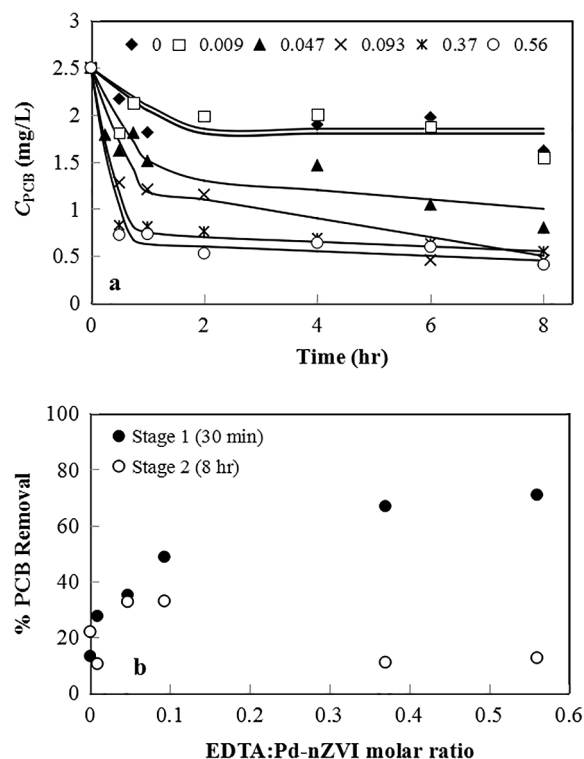 a
0 0.009 0.047 0.093 0.37 0.56
3
2.5
2
1.5
1
0.5
0
C_PCB (mg/L)
a
0 2 4 6 8
Time (hr)
100
80
60
40
20
0
% PCB Removal
Stage 1 (30 min)
Stage 2 (8 hr)
b
0 0.1 0.2 0.3 0.4 0.5 0.6
EDTA:Pd-nZVI molar ratio